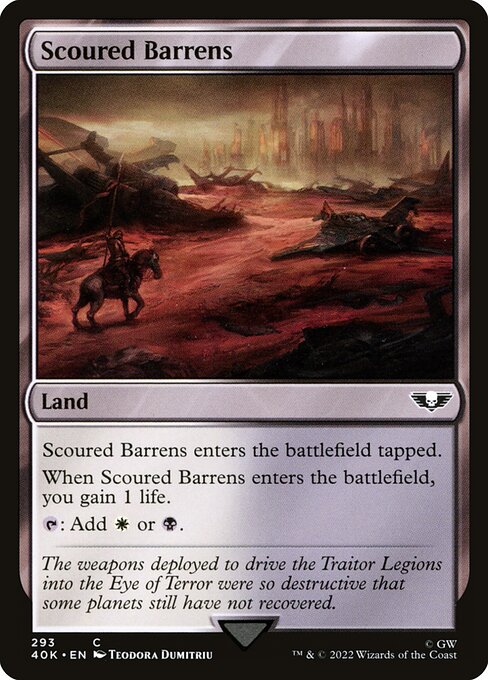 Scoured Barrens
Land
Scoured Barrens enters the battlefield tapped.
When Scoured Barrens enters the battlefield,
you gain 1 life.
: Add or .
The weapons deployed to drive the Traitor Legions
into the Eye of Terror were so destructive that
some planets still have not recovered.
293 C © GW
40K • EN Teodora Dumitriu ™ & © 2022 Wizards of the Coast